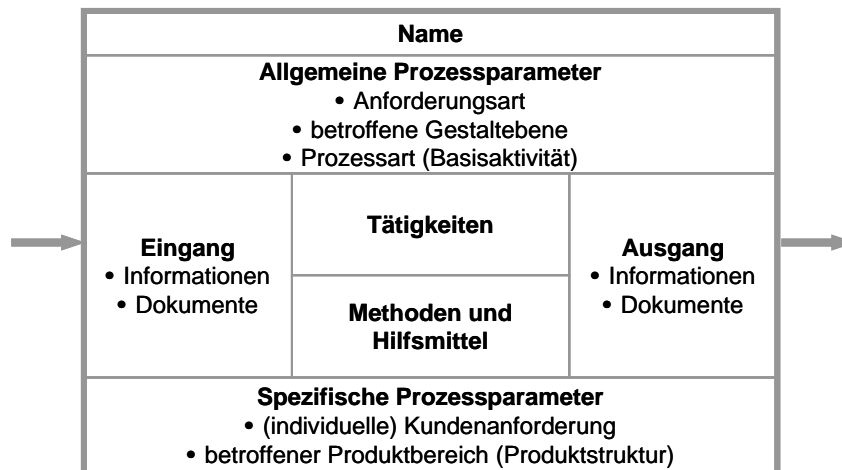 Name
Allgemeine Prozessparameter
• Anforderungsart
• betroffene Gestaltebene
• Prozessart (Basisaktivität)
Eingang
• Informationen
• Dokumente
Tätigkeiten
Methoden und
Hilfsmittel
Ausgang
• Informationen
• Dokumente
Spezifische Prozessparameter
• (individuelle) Kundenanforderung
• betroffener Produktbereich (Produktstruktur)